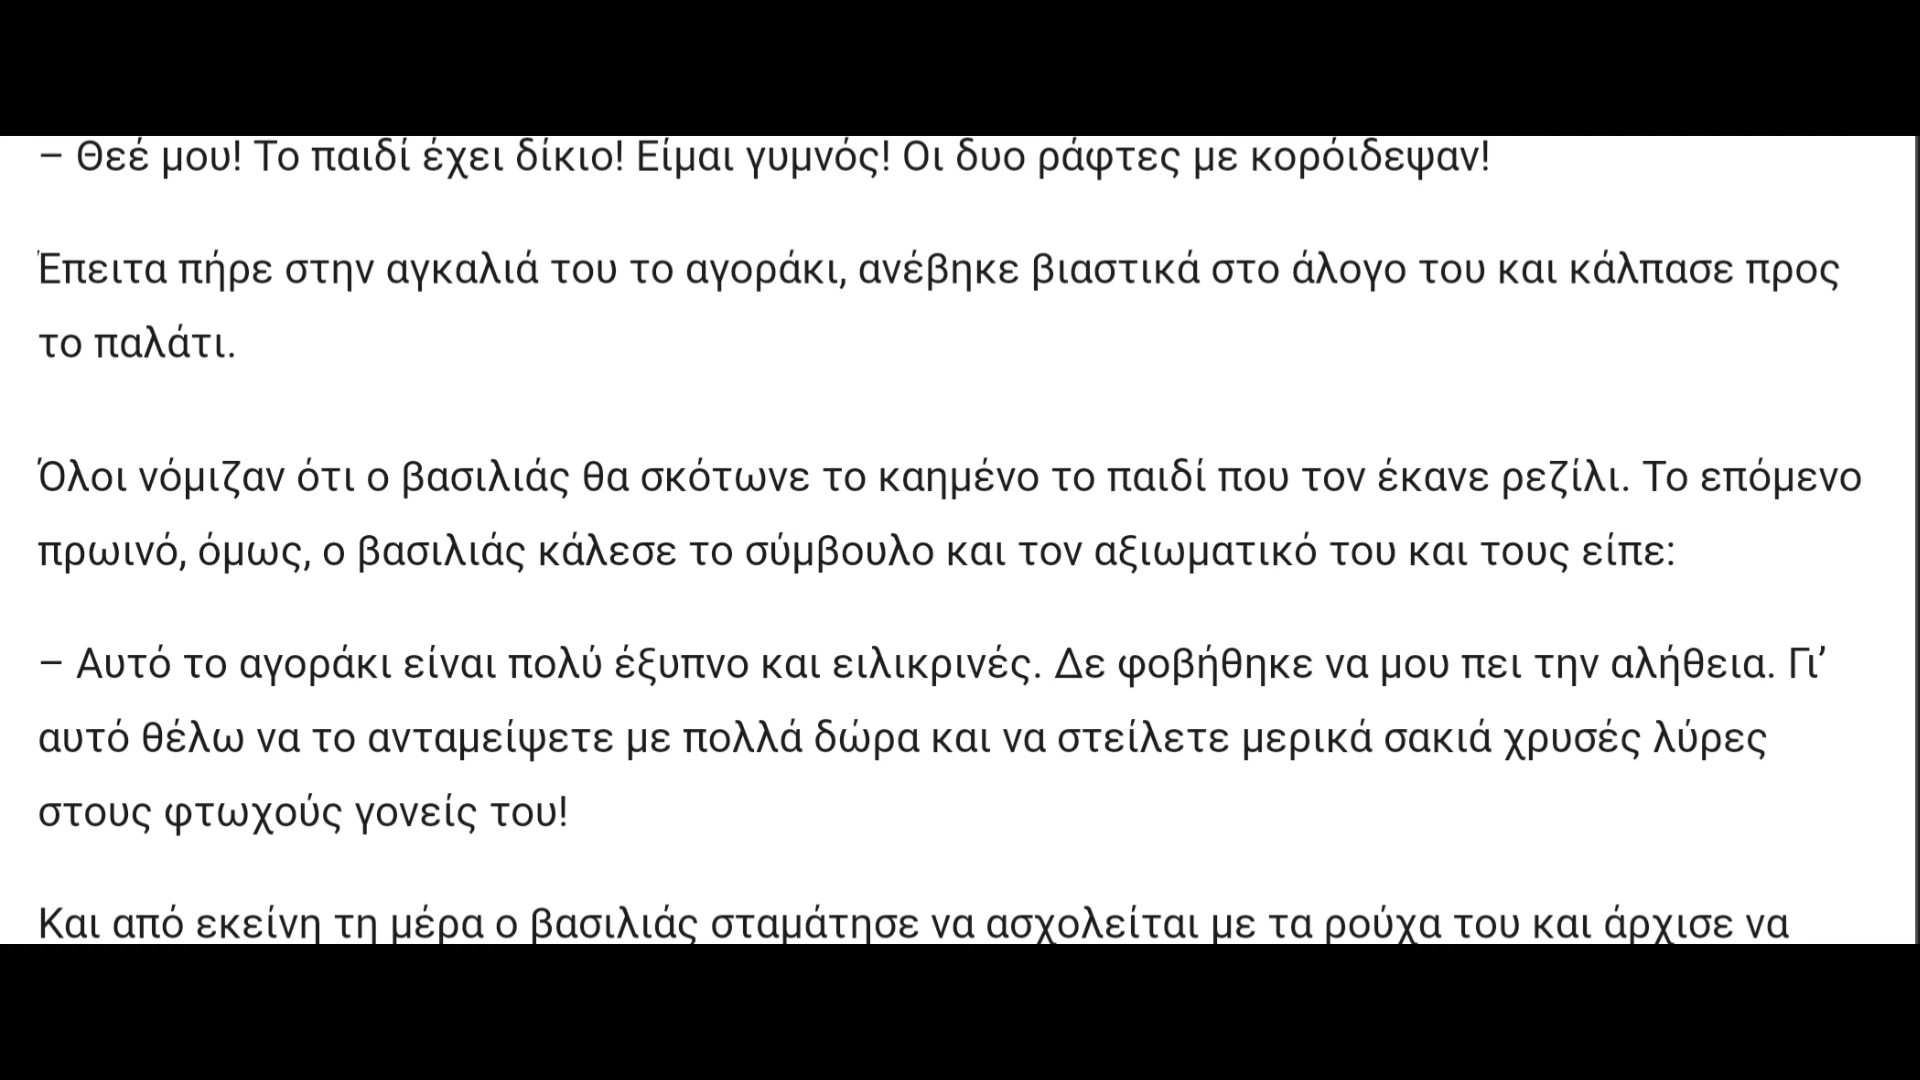 – Θεέ μου! Το παιδί έχει δίκιο! Είμαι γυμνός! Οι δυο ράφτες με κορόιδεψαν!
Έπειτα πήρε στην αγκαλιά του το αγοράκι, ανέβηκε βιαστικά στο άλογο του και κάλπασε προς
το παλάτι.
Όλοι νόμιζαν ότι ο βασιλιάς θα σκότωνε το καημένο το παιδί που τον έκανε ρεζίλι. Το επόμενο
πρωινό, όμως, ο βασιλιάς κάλεσε το σύμβουλο και τον αξιωματικό του και τους είπε:
– Αυτό το αγοράκι είναι πολύ έξυπνο και ειλικρινές. Δε φοβήθηκε να μου πει την αλήθεια. Γι’
αυτό θέλω να το ανταμείψετε με πολλά δώρα και να στείλετε μερικά σακιά χρυσές λύρες
στους φτωχούς γονείς του!
Και από εκείνη τη μέρα ο βασιλιάς σταμάτησε να ασχολείται με τα ρούχα του και άρχισε να